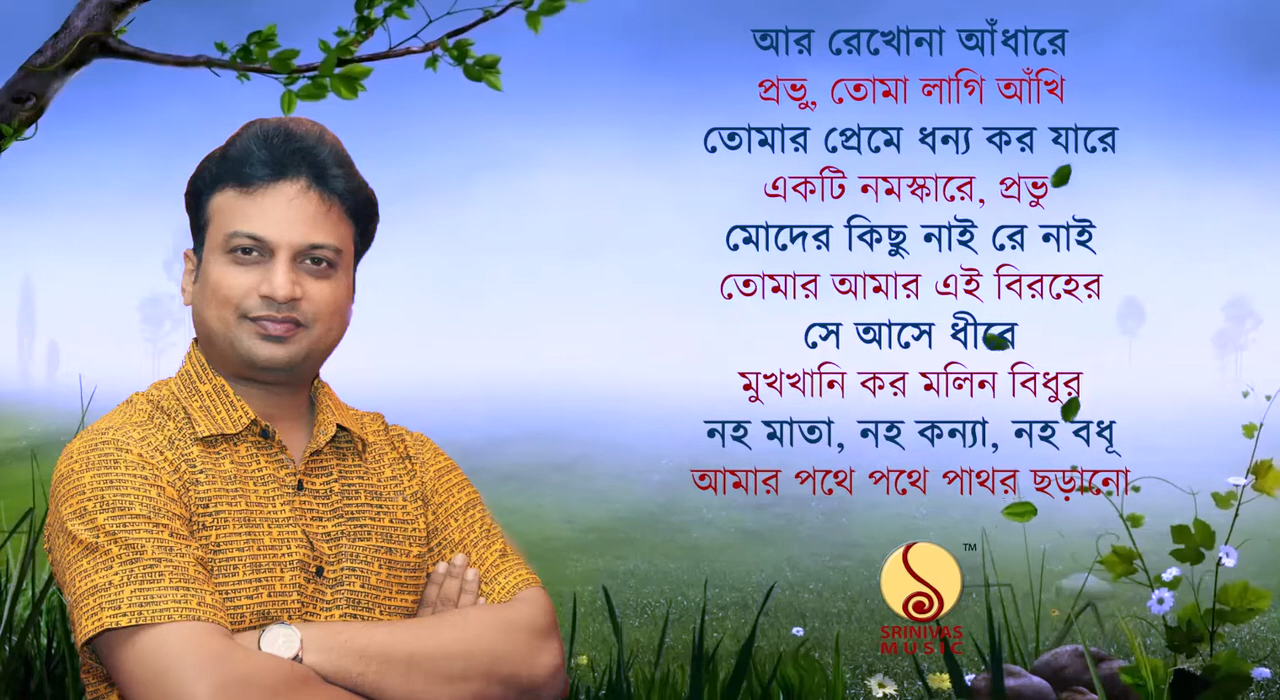 আর রেখোনা আঁধারে
প্রভু, তোমা লাগি আঁখি
তোমার প্রেমে ধন্য কর যারে
একটি নমস্কারে, প্রভু
মোদের কিছু নাই রে নাই
তোমার আমার এই বিরহের
সে আসে ধীরে
মুখখানি কর মলিন বিধুর
নহ মাতা, নহ কন্যা, নহ বধূ
আমার পথে পথে পাথর ছড়ানো
TM
SRINIVAS
MUSIC